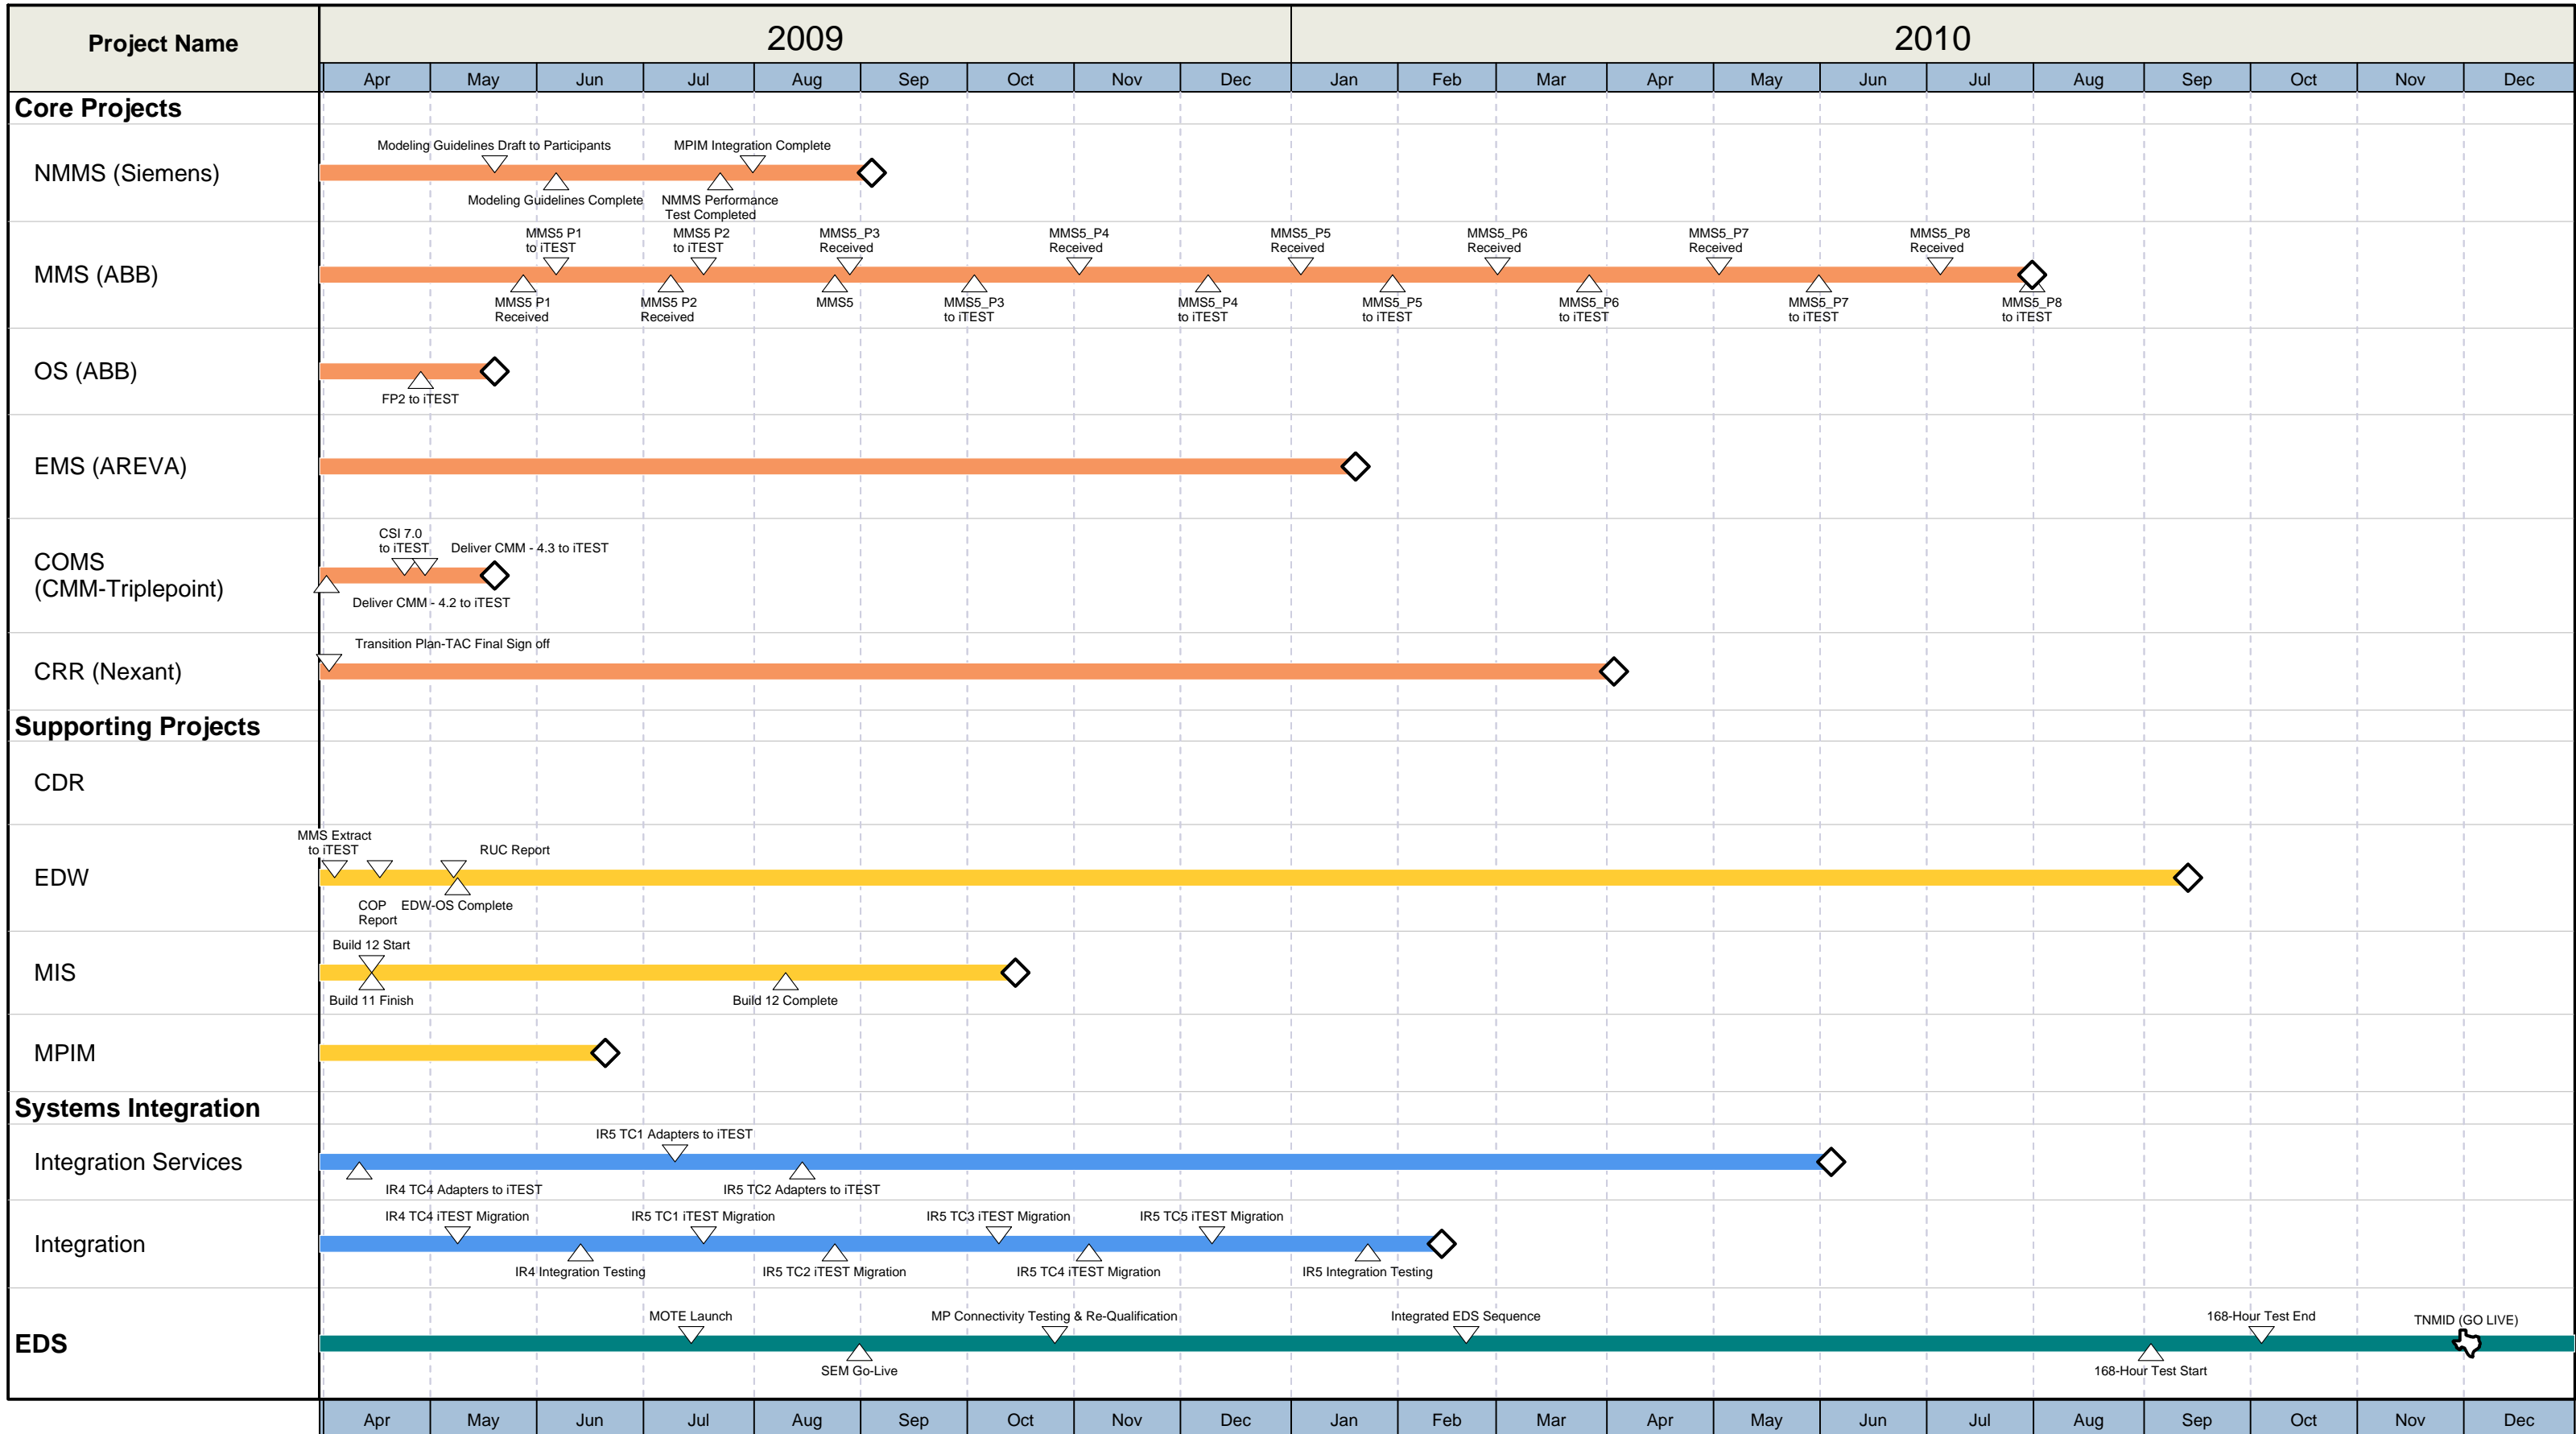 Project Name
2009
2010
Apr May Jun Jul Aug Sep Oct Nov Dec Jan Feb Mar Apr May Jun Jul Aug Sep Oct Nov Dec
Core Projects
NMMS (Siemens)
Modeling Guidelines Draft to Participants
MPIM Integration Complete
Modeling Guidelines Complete
NMMS Performance
Test Completed
MMS (ABB)
MMS5 P1
to iTEST
MMS5 P2
to iTEST
MMS5_P3
Received
MMS5_P4
Received
MMS5_P5
Received
MMS5_P6
Received
MMS5_P7
Received
MMS5_P8
Received
MMS5 P1
Received
MMS5 P2
Received
MMS5
MMS5_P3
to iTEST
MMS5_P4
to iTEST
MMS5_P5
to iTEST
MMS5_P6
to iTEST
MMS5_P7
to iTEST
MMS5_P8
to iTEST
OS (ABB)
FP2 to iTEST
EMS (AREVA)
COMS
(CMM-Triplepoint)
CSI 7.0
to iTEST
Deliver CMM - 4.3 to iTEST
Deliver CMM - 4.2 to iTEST
CRR (Nexant)
Transition Plan-TAC Final Sign off
Supporting Projects
CDR
EDW
MMS Extract
to iTEST
RUC Report
COP
Report
EDW-OS Complete
MIS
Build 12 Start
Build 11 Finish
Build 12 Complete
MPIM
Systems Integration
Integration Services
IR5 TC1 Adapters to iTEST
IR4 TC4 Adapters to iTEST
IR5 TC2 Adapters to iTEST
Integration
IR4 TC4 iTEST Migration
IR5 TC1 iTEST Migration
IR5 TC3 iTEST Migration
IR5 TC5 iTEST Migration
IR4 Integration Testing
IR5 TC2 iTEST Migration
IR5 TC4 iTEST Migration
IR5 Integration Testing
EDS
MOTE Launch
MP Connectivity Testing & Re-Qualification
Integrated EDS Sequence
168-Hour Test End
TNMID (GO LIVE)
SEM Go-Live
168-Hour Test Start
Apr May Jun Jul Aug Sep Oct Nov Dec Jan Feb Mar Apr May Jun Jul Aug Sep Oct Nov Dec